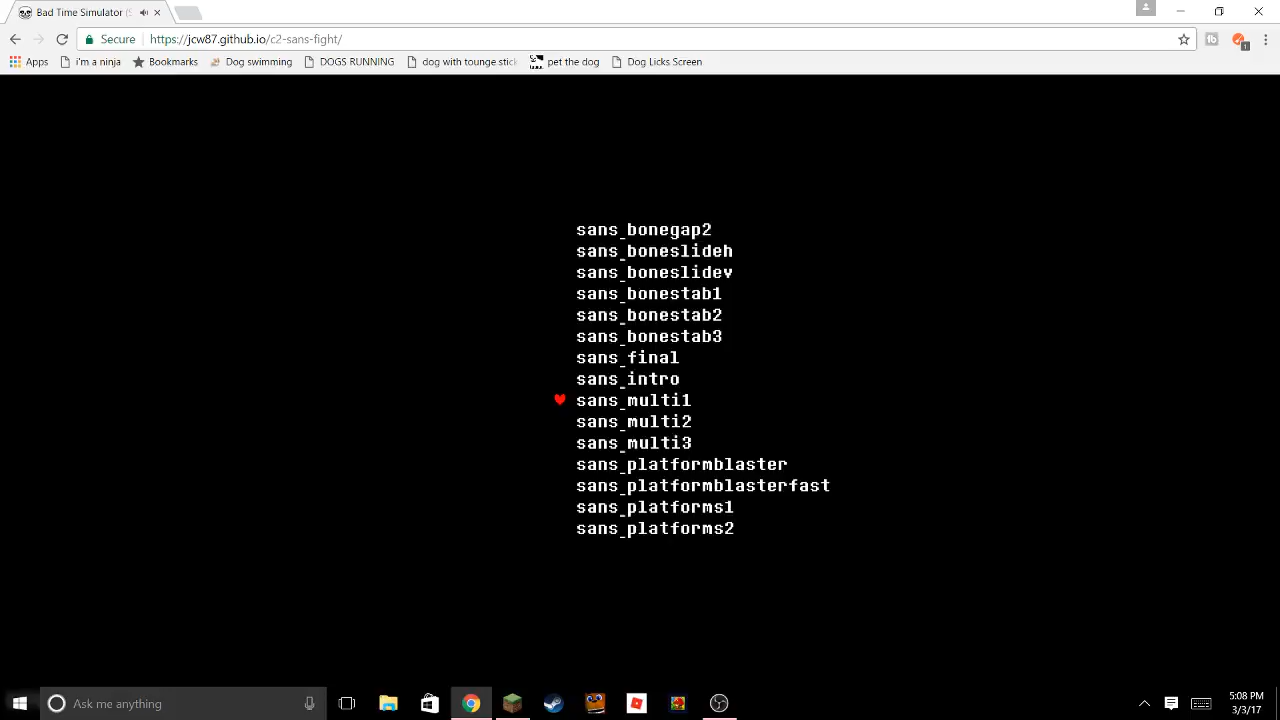 Bad Time Simulator (S
Secure https://jcw87.github.io/c2-sans-fight/
Apps i'm a ninja Bookmarks Dog swimming DOGS RUNNING dog with tounge stick pet the dog Dog Licks Screen
sans_bonegap2
sans_boneslideh
sans_boneslidev
sans_bonestab1
sans_bonestab2
sans_bonestab3
sans_final
sans_intro
sans_multi1
sans_multi2
sans_multi3
sans_platformblaster
sans_platformblasterfast
sans_platforms1
sans_platforms2
Ask me anything
5:08 PM
3/3/17